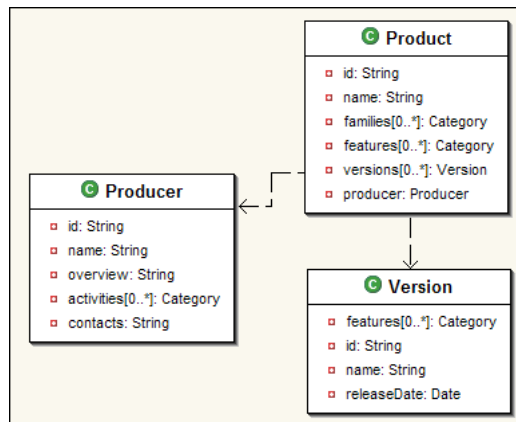 C Product
id: String
name: String
families[0..*]: Category
features[0..*]: Category
versions[0..*]: Version
producer: Producer
C Producer
id: String
name: String
overview: String
activities[0..*]: Category
contacts: String
C Version
features[0..*]: Category
id: String
name: String
releaseDate: Date